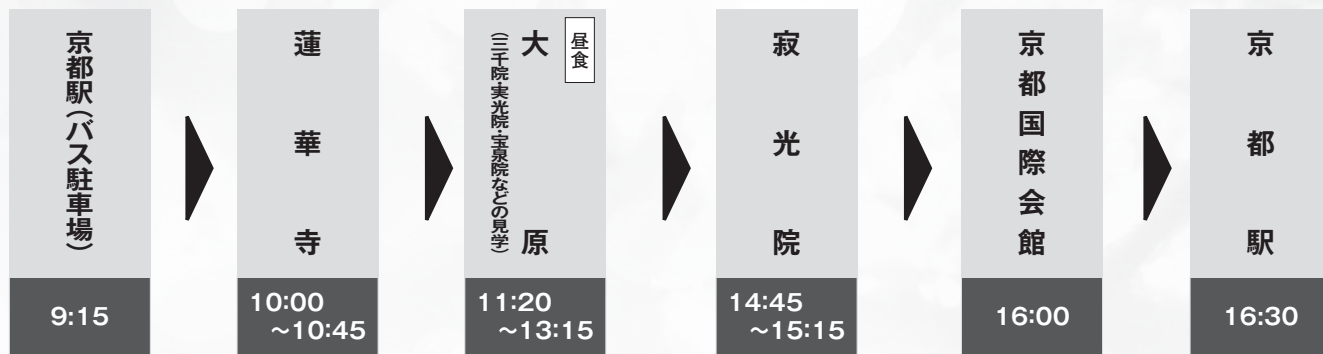 京都駅(バス駐車場)
9:15
蓮華寺
10:00
~10:45
昼食
大原
(三千院・実光院・宝泉院などの見学)
11:20
~13:15
寂光院
14:45
~15:15
京都国際会館
16:00
京都駅
16:30